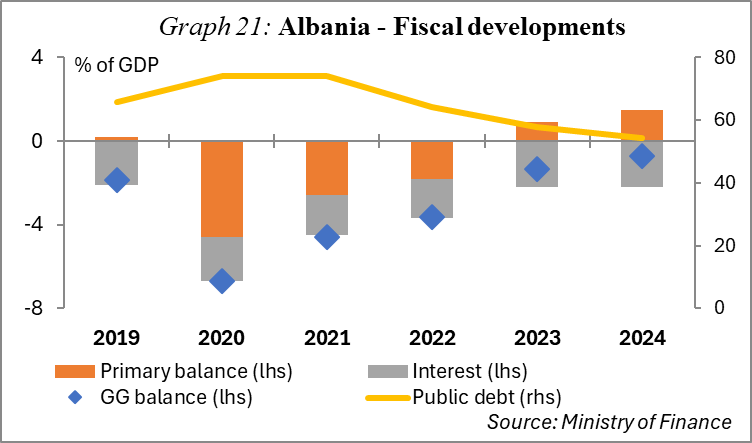 Graph 21: Albania - Fiscal developments
% of GDP
4
0
-4
-8
80
60
40
20
0
2019 2020 2021 2022 2023 2024
Primary balance (lhs) Interest (lhs)
GG balance (lhs) Public debt (rhs)
Source: Ministry of Finance